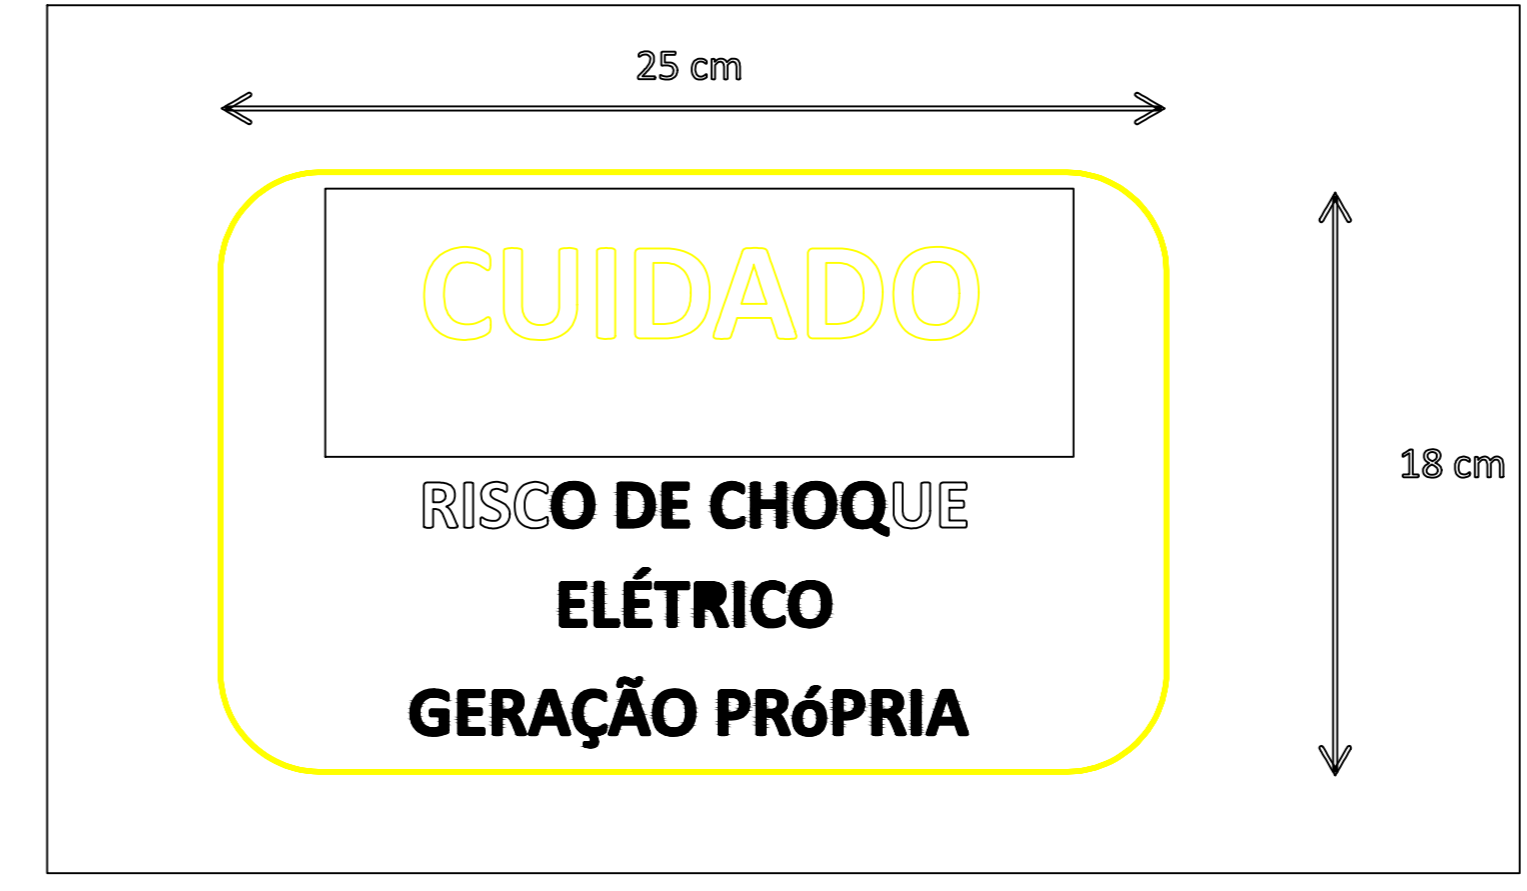 25 cm
CUIDADO
18 cm
RISCO DE CHOQUE
ELÉTRICO
GERAÇÃO PRóPRIA